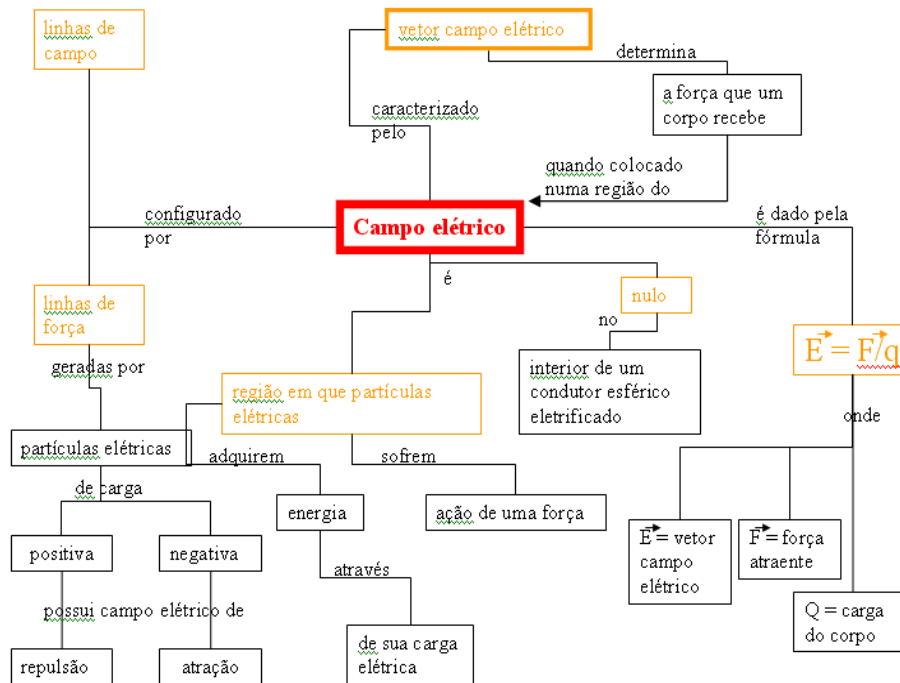 linhas de
campo
vetor campo elétrico
determina
a força que um
corpo recebe
caracterizado
pelo
quando colocado
numa região do
configurado
por
Campo elétrico
é dado pela
fórmula
é
linhas de
força
nulo
no
E = F/q
geradas por
interior de um
condutor esférico
eletrificado
região em que partículas
elétricas
onde
partículas elétricas
adquirem
sofrem
de carga
energia
ação de uma força
positiva
negativa
E = vetor
campo
elétrico
F = força
atraente
através
possui campo elétrico de
Q = carga
do corpo
repulsão
atração
de sua carga
elétrica